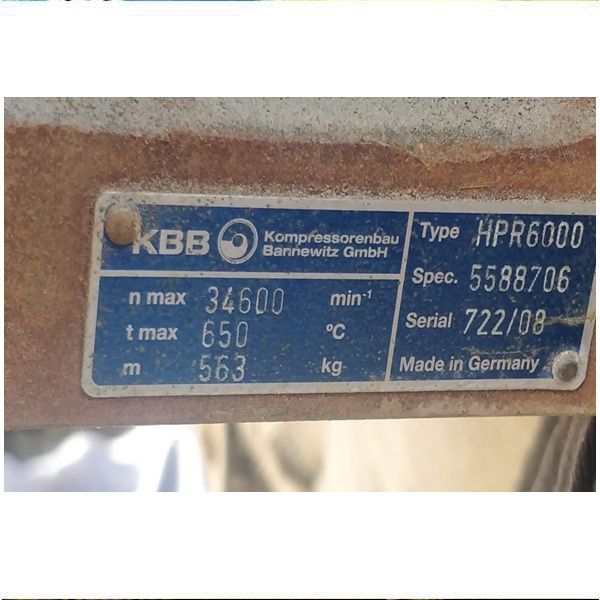 KBB Kompressorenbau
Bannewitz GmbH
n max 34600 min⁻¹
t max 650 ºC
m 563 kg
Type HPR6000
Spec. 5588706
Serial 722/08
Made in Germany